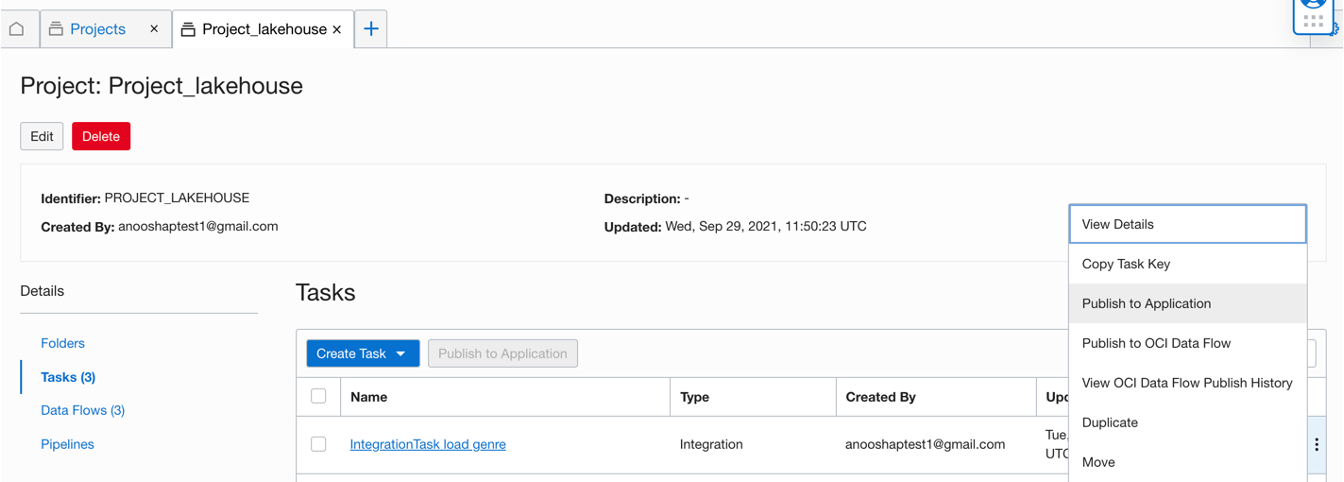 Projects × Project_lakehouse × +
Project: Project_lakehouse
Edit Delete
Identifier: PROJECT_LAKEHOUSE
Created By: anooshaptest1@gmail.com
Description: -
Updated: Wed, Sep 29, 2021, 11:50:23 UTC
Details
Folders
Tasks (3)
Data Flows (3)
Pipelines
Tasks
Create Task Publish to Application
Name Type Created By
IntegrationTask load genre Integration anooshaptest1@gmail.com Tue,
UTC
View Details
Copy Task Key
Publish to Application
Publish to OCI Data Flow
View OCI Data Flow Publish History
Duplicate
Move